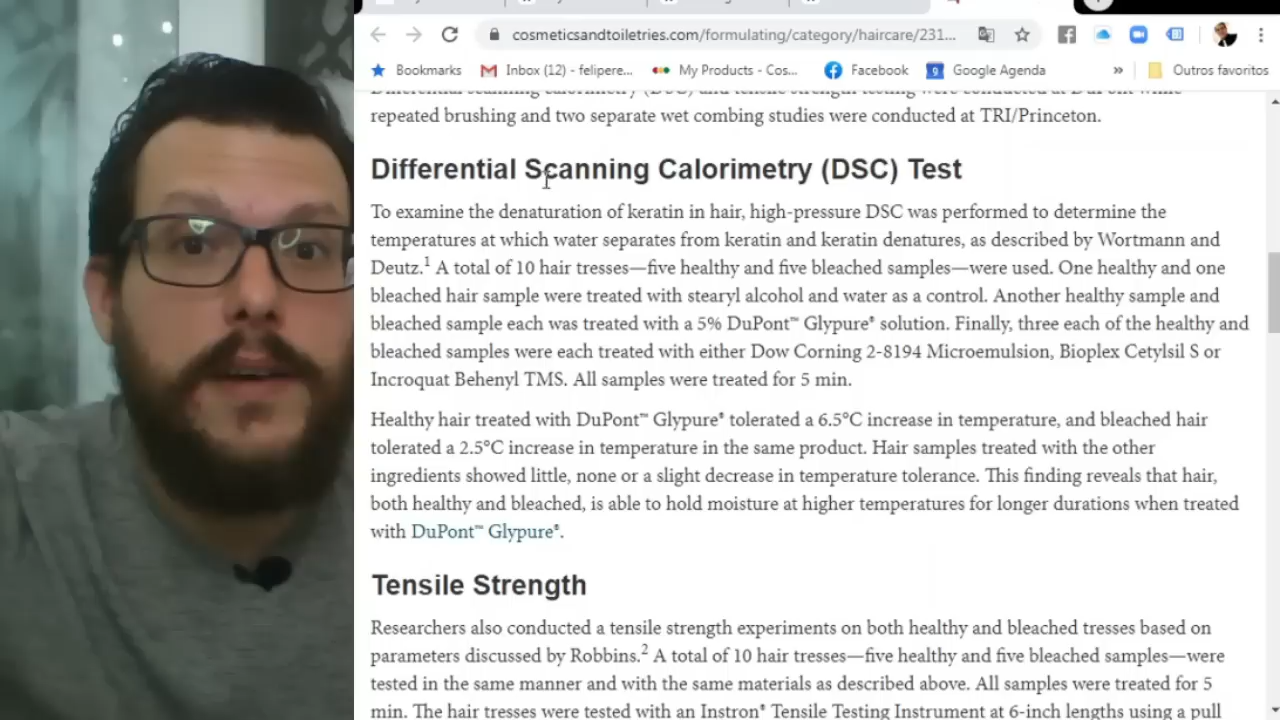 cosmeticsandtoiletries.com/formulating/category/haircare/231...
Bookmarks Inbox (12) - felipere... My Products - Cos... Facebook 9 Google Agenda » Outros favoritos
repeated brushing and two separate wet combing studies were conducted at TRI/Princeton.
Differential Scanning Calorimetry (DSC) Test
To examine the denaturation of keratin in hair, high-pressure DSC was performed to determine the
temperatures at which water separates from keratin and keratin denatures, as described by Wortmann and
Deutz.1 A total of 10 hair tresses—five healthy and five bleached samples—were used. One healthy and one
bleached hair sample were treated with stearyl alcohol and water as a control. Another healthy sample and
bleached sample each was treated with a 5% DuPont™ Glypure® solution. Finally, three each of the healthy and
bleached samples were each treated with either Dow Corning 2-8194 Microemulsion, Bioplex Cetylsil S or
Incroquat Behenyl TMS. All samples were treated for 5 min.
Healthy hair treated with DuPont™ Glypure® tolerated a 6.5°C increase in temperature, and bleached hair
tolerated a 2.5°C increase in temperature in the same product. Hair samples treated with the other
ingredients showed little, none or a slight decrease in temperature tolerance. This finding reveals that hair,
both healthy and bleached, is able to hold moisture at higher temperatures for longer durations when treated
with DuPont™ Glypure®.
Tensile Strength
Researchers also conducted a tensile strength experiments on both healthy and bleached tresses based on
parameters discussed by Robbins.2 A total of 10 hair tresses—five healthy and five bleached samples—were
tested in the same manner and with the same materials as described above. All samples were treated for 5
min. The hair tresses were tested with an Instron® Tensile Testing Instrument at 6-inch lengths using a pull